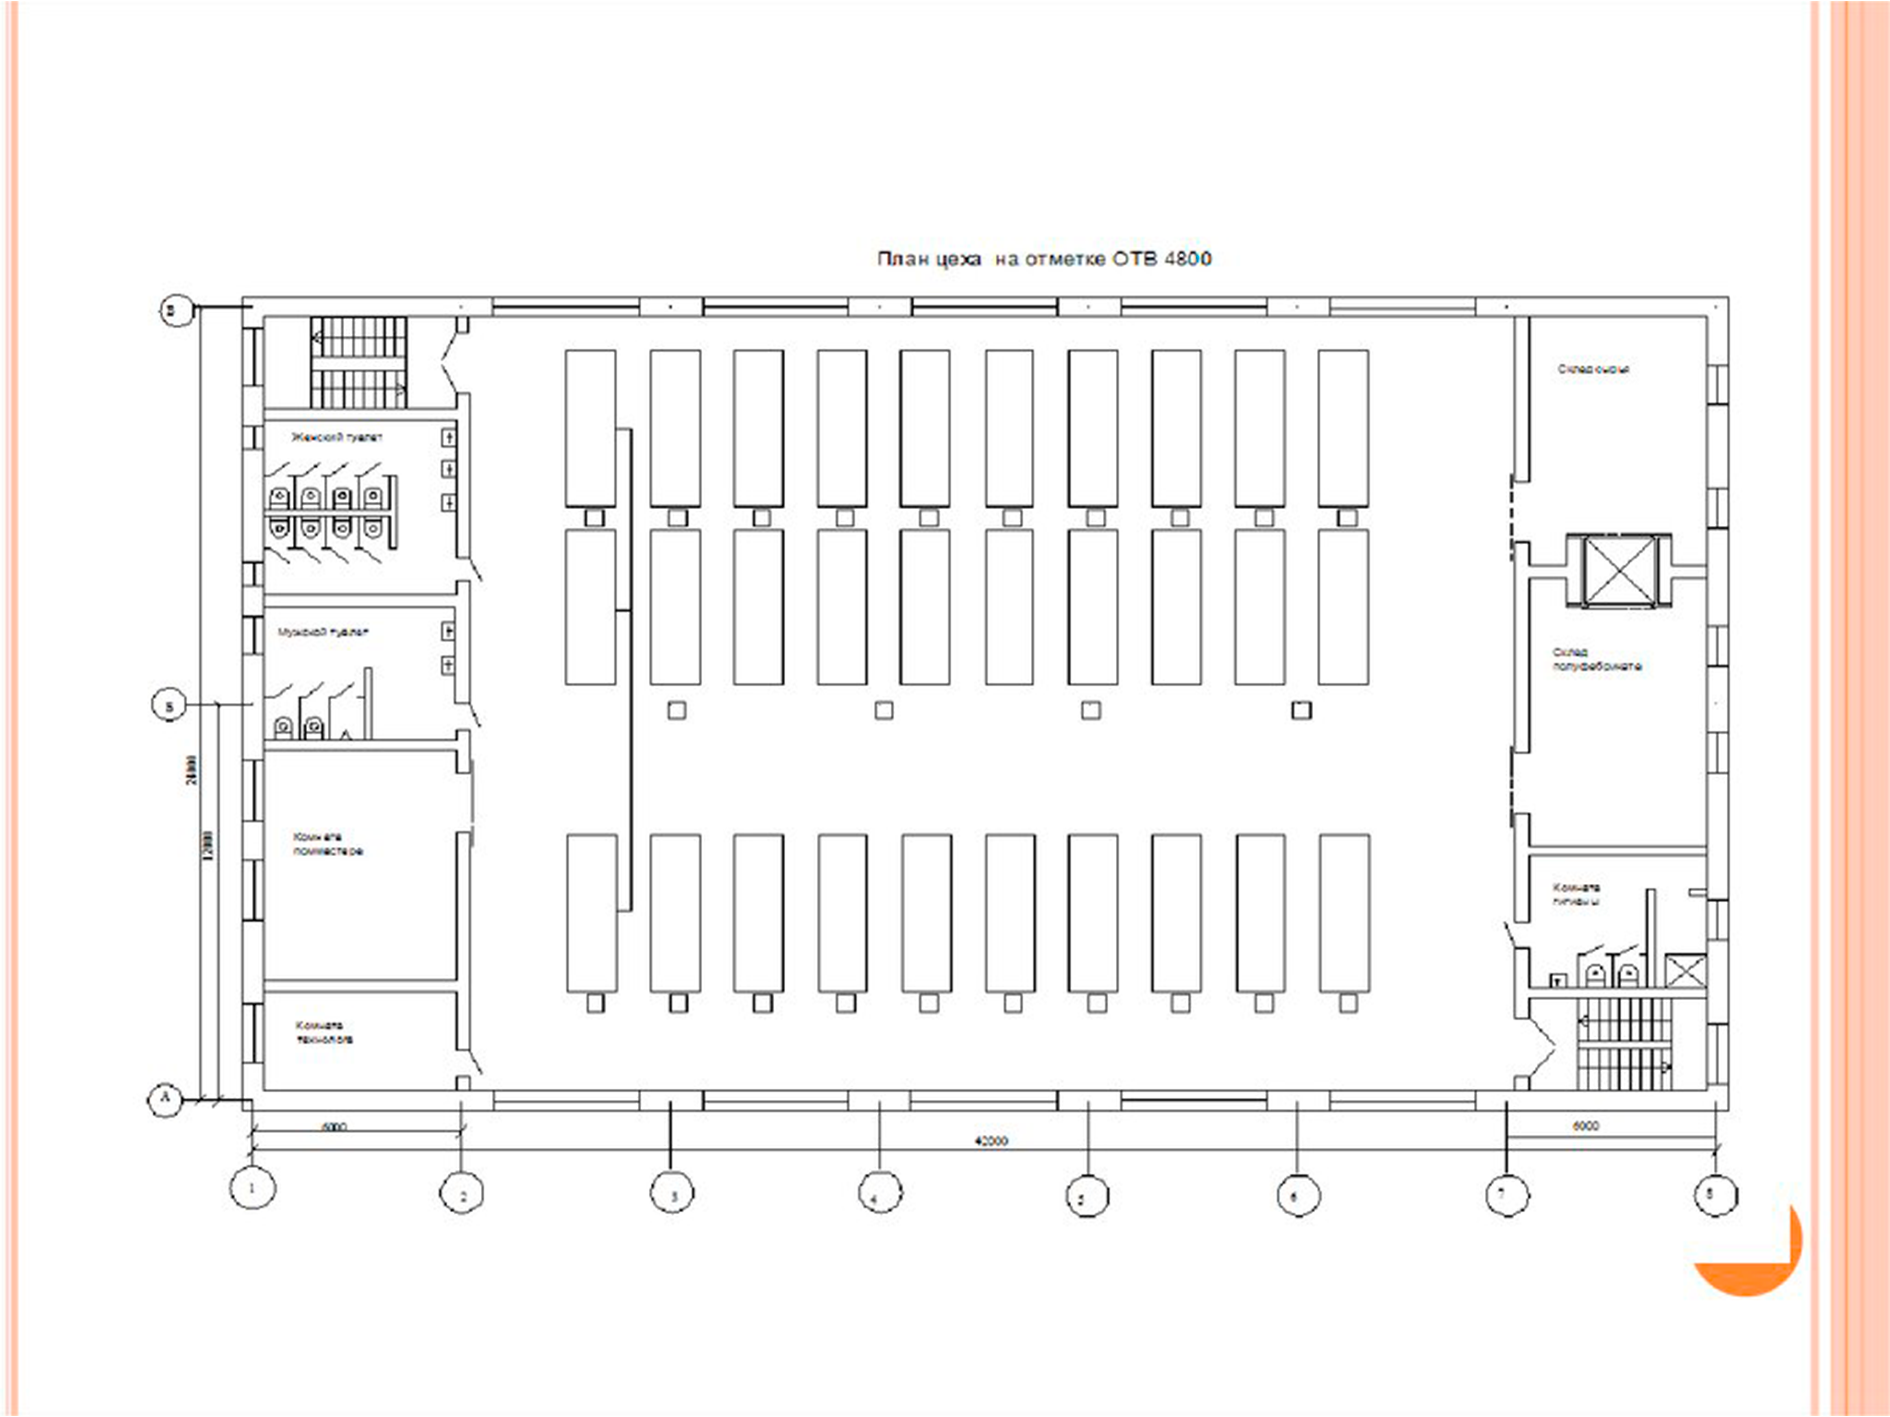 План цеха на отметке ОТВ 4800
В
Склад сырья
Женский туалет
Мужской туалет
Склад
полуфабриката
Б
24000
12000
Комната
поммастера
Комната
гигиены
Комната
технолога
А
6000
42000
6000
1
2
3
4
5
6
7
8